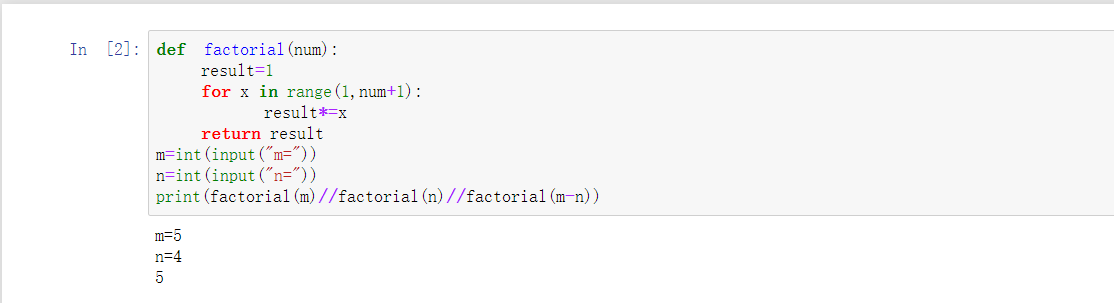 In [2]: def factorial(num):
result=1
for x in range(1,num+1):
result*=x
return result
m=int(input("m="))
n=int(input("n="))
print(factorial(m)//factorial(n)//factorial(m-n))
m=5
n=4
5